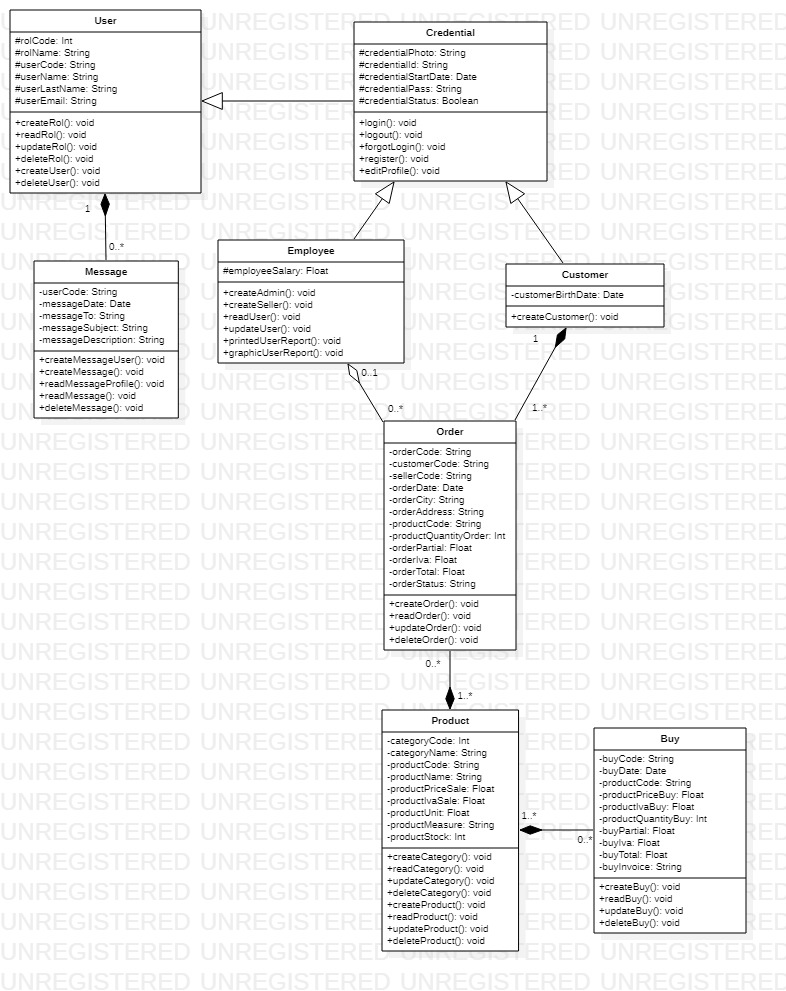 User
#rolCode: Int
#rolName: String
#userCode: String
#userName: String
#userLastName: String
#userEmail: String
+createRol(): void
+readRol(): void
+updateRol(): void
+deleteRol(): void
+createUser(): void
+deleteUser(): void
Credential
#credentialPhoto: String
#credentialId: String
#credentialStartDate: Date
#credentialPass: String
#credentialStatus: Boolean
+login(): void
+logout(): void
+forgotLogin(): void
+register(): void
+editProfile(): void
1
0..*
Message
-userCode: String
-messageDate: Date
-messageTo: String
-messageSubject: String
-messageDescription: String
+createMessageUser(): void
+createMessage(): void
+readMessageProfile(): void
+readMessage(): void
+deleteMessage(): void
Employee
#employeeSalary: Float
+createAdmin(): void
+createSeller(): void
+readUser(): void
+updateUser(): void
+printedUserReport(): void
+graphicUserReport(): void
Customer
-customerBirthDate: Date
+createCustomer(): void
0..1
0..*
1
1..*
Order
-orderCode: String
-customerCode: String
-sellerCode: String
-orderDate: Date
-orderCity: String
-orderAddress: String
-productCode: String
-productQuantityOrder: Int
-orderPartial: Float
-orderIva: Float
-orderTotal: Float
-orderStatus: String
+createOrder(): void
+readOrder(): void
+updateOrder(): void
+deleteOrder(): void
0..*
1..*
Product
-categoryCode: Int
-categoryName: String
-productCode: String
-productName: String
-productPriceSale: Float
-productIvaSale: Float
-productUnit: Float
-productMeasure: String
-productStock: Int
+createCategory(): void
+readCategory(): void
+updateCategory(): void
+deleteCategory(): void
+createProduct(): void
+readProduct(): void
+updateProduct(): void
+deleteProduct(): void
1..*
0..*
Buy
-buyCode: String
-buyDate: Date
-productCode: String
-productPriceBuy: Float
-productIvaBuy: Float
-productQuantityBuy: Int
-buyPartial: Float
-buyIva: Float
-buyTotal: Float
-buyInvoice: String
+createBuy(): void
+readBuy(): void
+updateBuy(): void
+deleteBuy(): void
UNREGISTERED UNREGISTERED UNREGISTERED UNREGISTERED